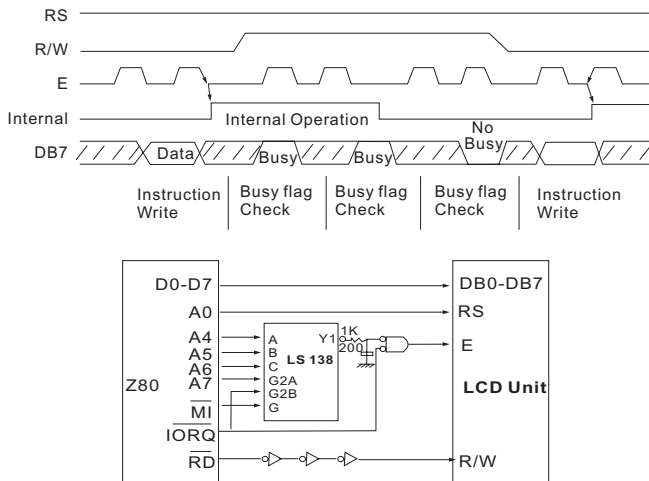 RS
R/W
E
Internal
Internal Operation
No
Busy
DB7
Data
Busy
Busy
Instruction
Write
Busy flag
Check
Busy flag
Check
Busy flag
Check
Instruction
Write
Z80
D0-D7
A0
A4
A5
A6
A7
MI
IORQ
RD
A
B
C
G2A
G2B
G
LS 138
Y1
1K
200
DB0-DB7
RS
E
LCD Unit
R/W